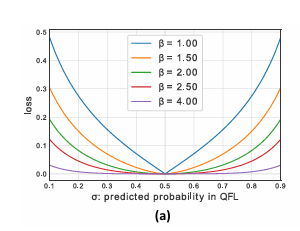 0.5
0.4
0.3
0.2
0.1
0.0
loss
β = 1.00
β = 1.50
β = 2.00
β = 2.50
β = 4.00
0.1 0.2 0.3 0.4 0.5 0.6 0.7 0.8 0.9
σ: predicted probability in QFL
(a)